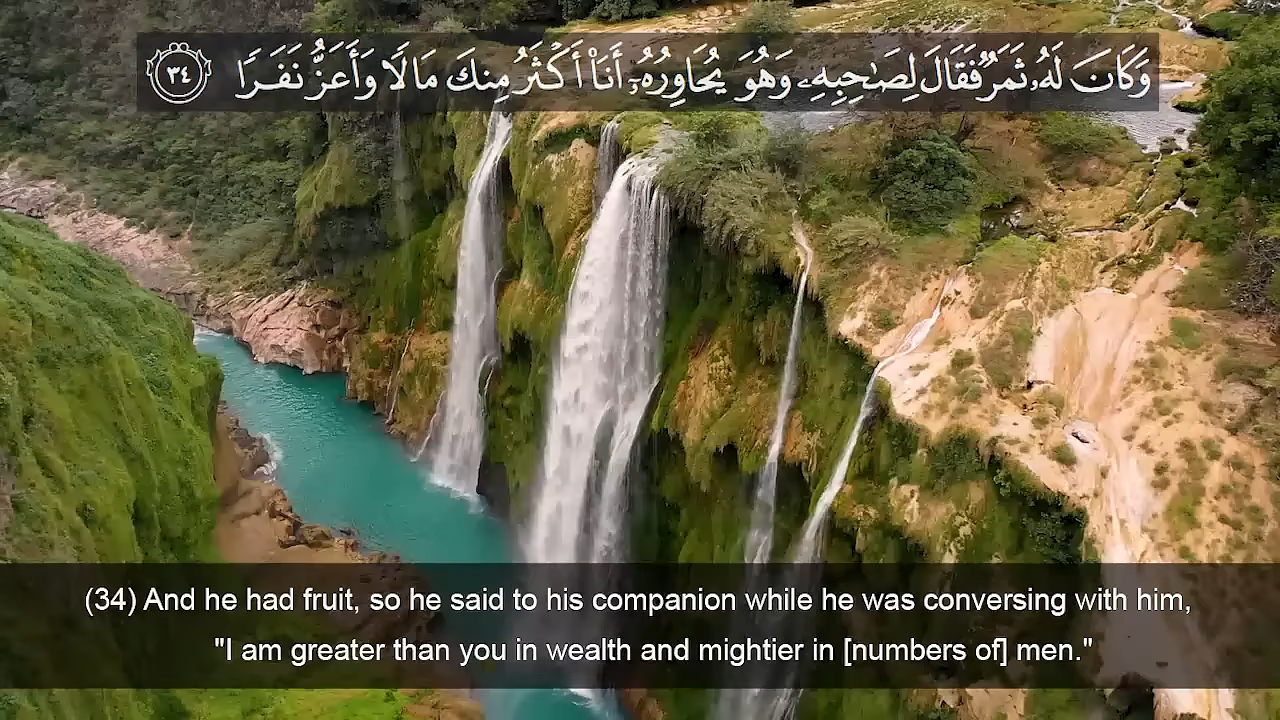 وَكَانَ لَهُۥ ثَمَرٌ فَقَالَ لِصَٰحِبِهِۦ وَهُوَ يُحَاوِرُهُۥٓ أَنَا۠ أَكْثَرُ مِنكَ مَالًا وَأَعَزُّ نَفَرًا ٣٤
(34) And he had fruit, so he said to his companion while he was conversing with him,
"I am greater than you in wealth and mightier in [numbers of] men."